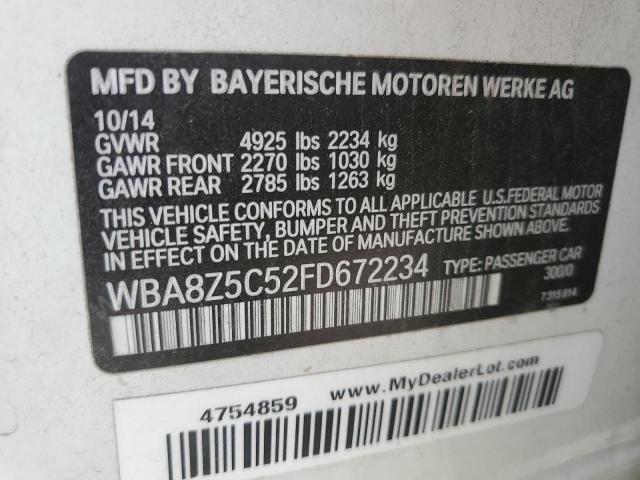 MFD BY BAYERISCHE MOTOREN WERKE AG
10/14
GVWR 4925 lbs 2234 kg
GAWR FRONT 2270 lbs 1030 kg
GAWR REAR 2785 lbs 1263 kg
THIS VEHICLE CONFORMS TO ALL APPLICABLE U.S.FEDERAL MOTOR
VEHICLE SAFETY, BUMPER AND THEFT PREVENTION STANDARDS
IN EFFECT ON THE DATE OF MANUFACTURE SHOWN ABOVE.
WBA8Z5C52FD672234 TYPE: PASSENGER CAR
300/0
7315814
4754859 www.MyDealerLot.com